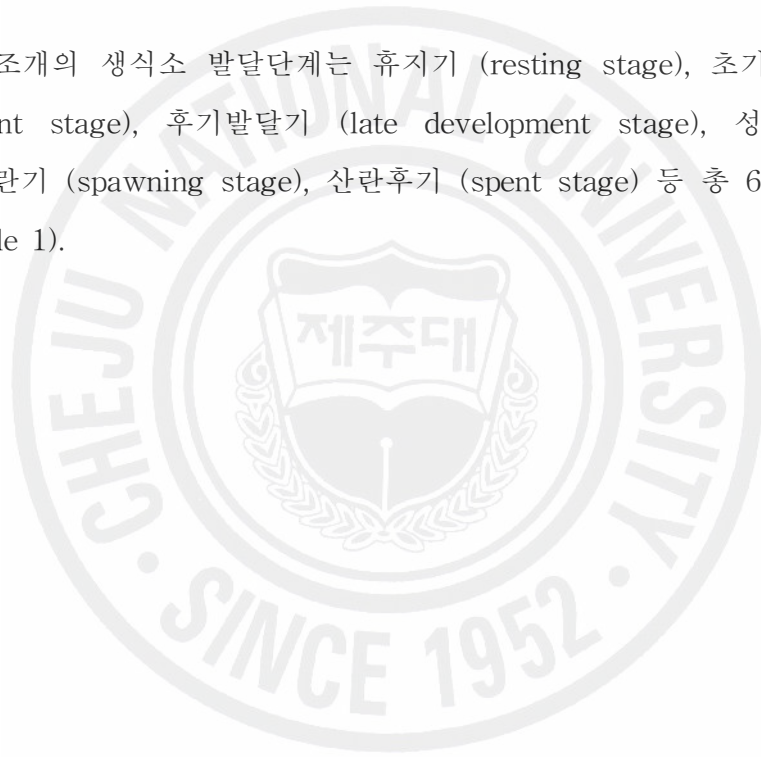 조개의 생식소 발달단계는 휴지기 (resting stage), 초기
nt stage), 후기발달기 (late development stage), 성
란기 (spawning stage), 산란후기 (spent stage) 등 총 6
le 1).
CHEJU NATIONAL UNIVERSITY
제주대
SINCE 1952